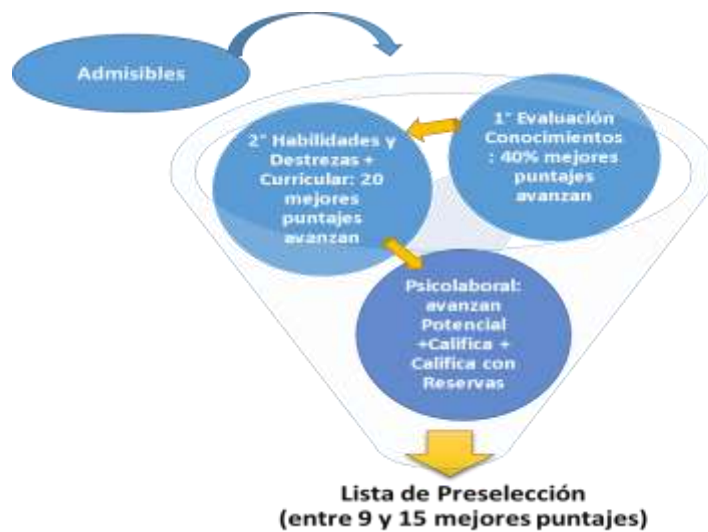 Admisibles
1° Evaluación
Conocimientos
: 40% mejores
puntajes
avanzan
2° Habilidades y
Destrezas +
Curricular: 20
mejores
puntajes
avanzan
Psicolaboral:
avanzan
Potencial
+Califica +
Califica con
Reservas
Lista de Preselección
(entre 9 y 15 mejores puntajes)